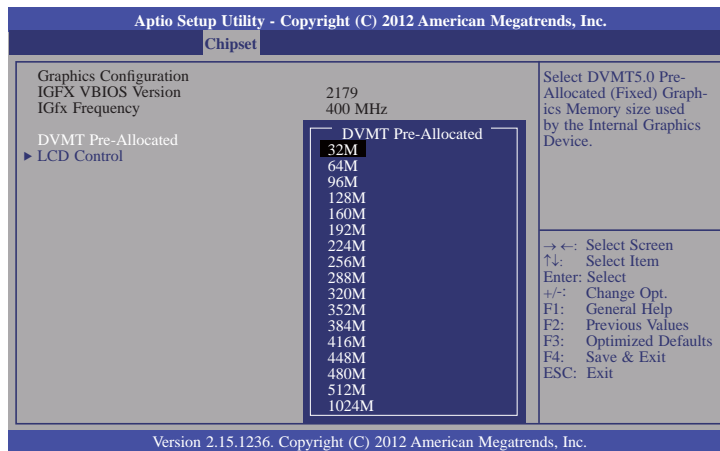 Aptio Setup Utility - Copyright (C) 2012 American Megatrends, Inc.
Chipset
Graphics Configuration
IGFX VBIOS Version 2179
IGfx Frequency 400 MHz
DVMT Pre-Allocated
▶ LCD Control
DVMT Pre-Allocated
32M
64M
96M
128M
160M
192M
224M
256M
288M
320M
352M
384M
416M
448M
480M
512M
1024M
Select DVMT5.0 Pre-
Allocated (Fixed) Graph-
ics Memory size used
by the Internal Graphics
Device.
→ ←: Select Screen
↑↓: Select Item
Enter: Select
+/-: Change Opt.
F1: General Help
F2: Previous Values
F3: Optimized Defaults
F4: Save & Exit
ESC: Exit
Version 2.15.1236. Copyright (C) 2012 American Megatrends, Inc.